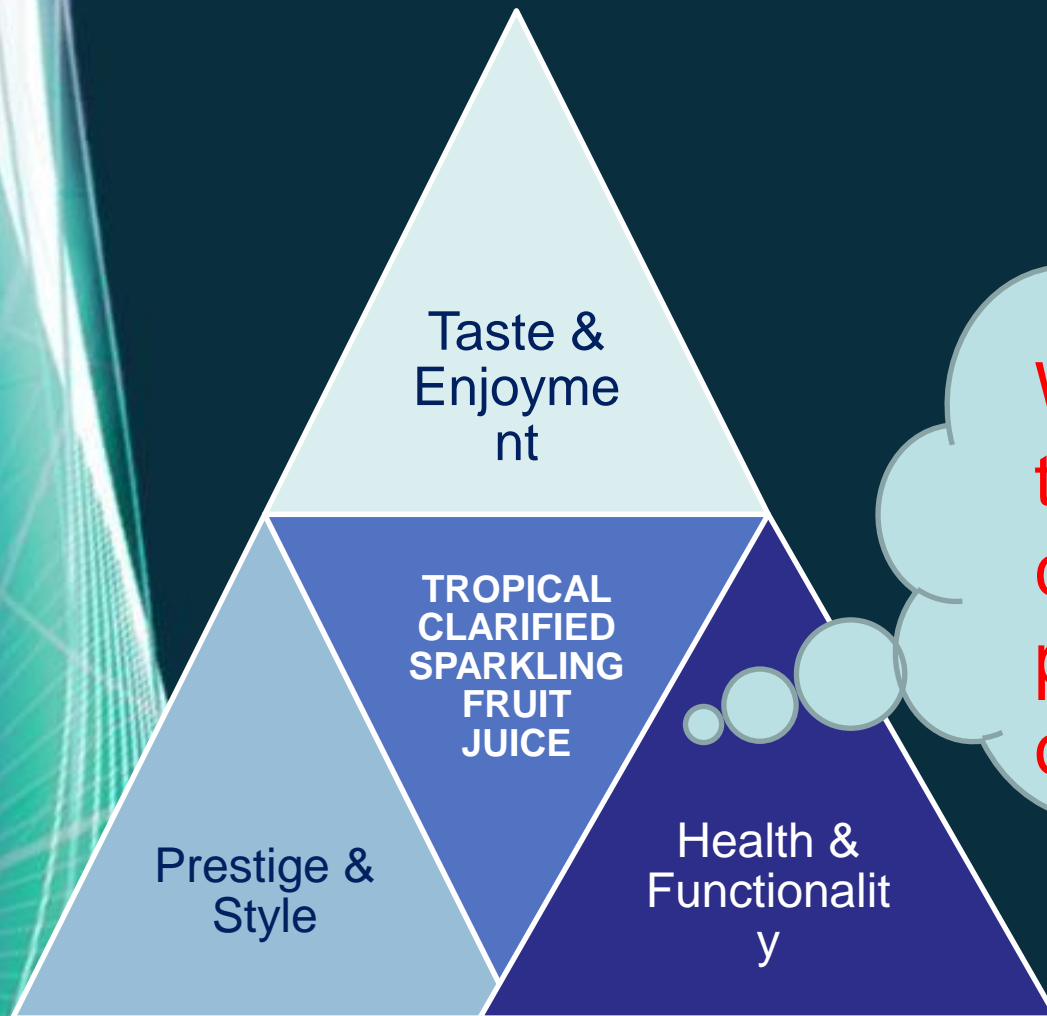 Taste &
Enjoyme
nt
TROPICAL
CLARIFIED
SPARKLING
FRUIT
JUICE
Prestige &
Style
Health &
Functionalit
y